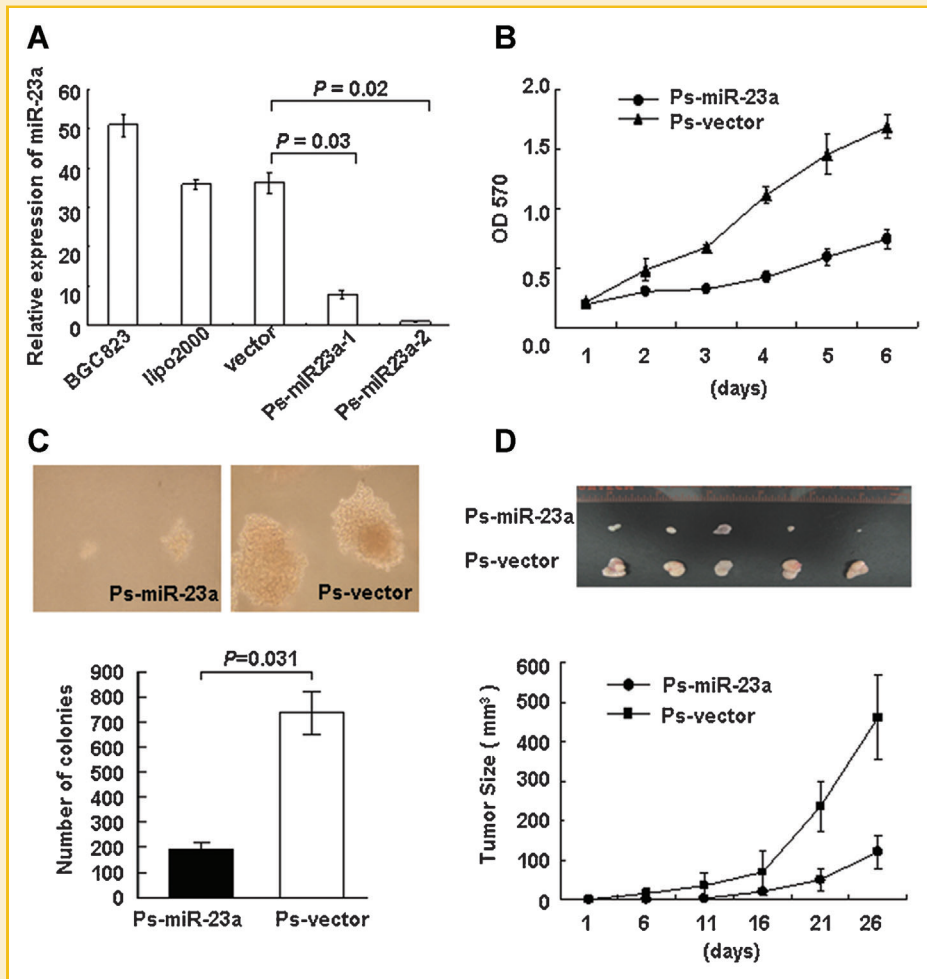 A
Relative expression of miR-23a
60
50
40
30
20
10
0
P = 0.02
P = 0.03
BGC823
lipo2000
vector
Ps-miR23a-1
Ps-miR23a-2
B
OD 570
2.0
1.5
1.0
0.5
0.0
Ps-miR-23a
Ps-vector
1 2 3 4 5 6
(days)
C
Ps-miR-23a
Ps-vector
Number of colonies
900
800
700
600
500
400
300
200
100
0
P=0.031
Ps-miR-23a
Ps-vector
D
Ps-miR-23a
Ps-vector
Tumor Size ( mm³ )
600
500
400
300
200
100
0
Ps-miR-23a
Ps-vector
1 6 11 16 21 26
(days)